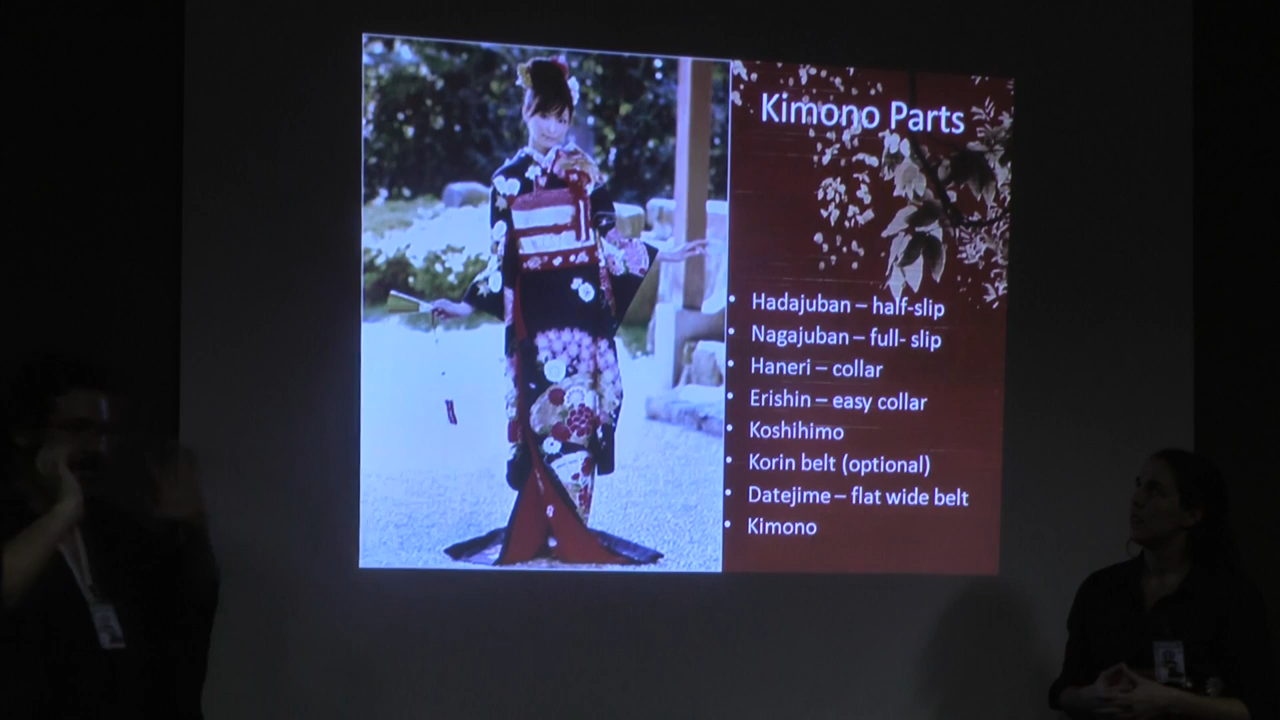 Kimono Parts
• Hadajuban – half-slip
• Nagajuban – full- slip
• Haneri – collar
• Erishin – easy collar
• Koshihimo
• Korin belt (optional)
• Datejime – flat wide belt
• Kimono